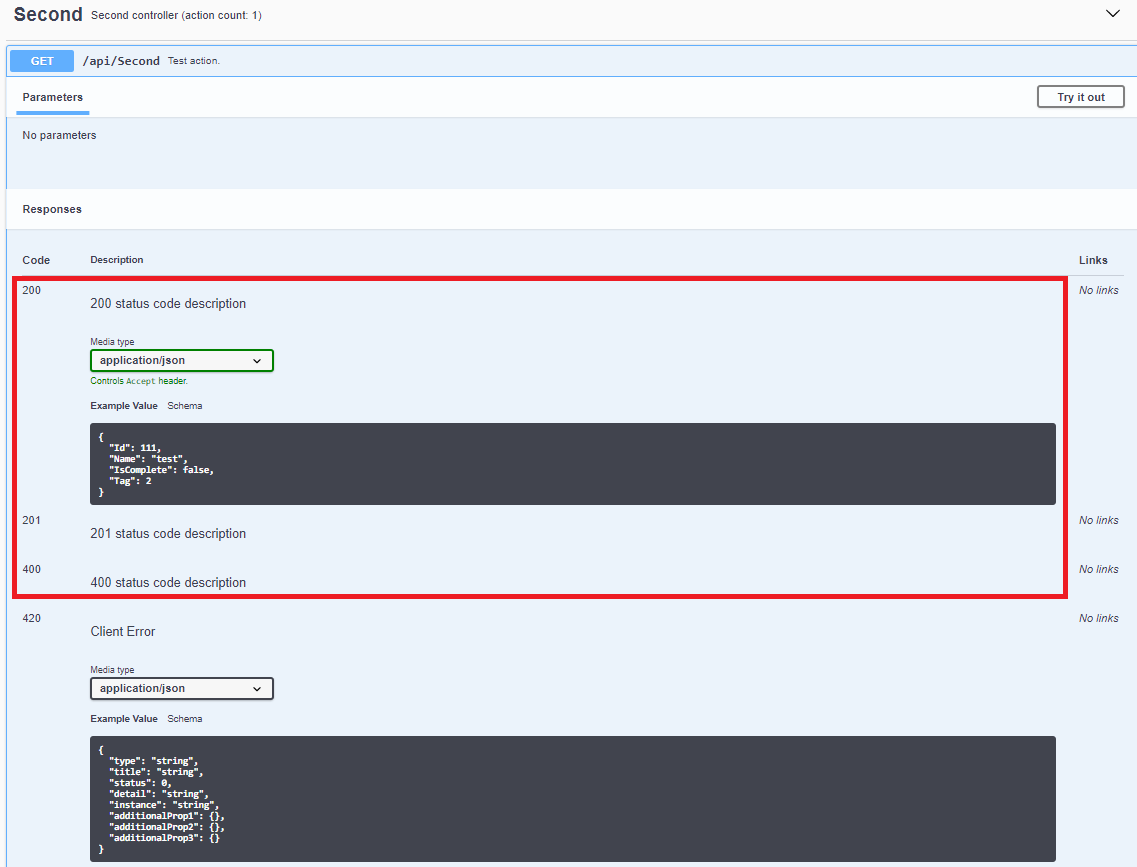 Second Second controller (action count: 1)
GET /api/Second Test action.
Parameters Try it out
No parameters
Responses
Code Description Links
200 No links
200 status code description
Media type
application/json
Controls Accept header.
Example Value Schema
{
"Id": 111,
"Name": "test",
"IsComplete": false,
"Tag": 2
}
201 No links
201 status code description
400 No links
400 status code description
420 No links
Client Error
Media type
application/json
Example Value Schema
{
"type": "string",
"title": "string",
"status": 0,
"detail": "string",
"instance": "string",
"additionalProp1": {},
"additionalProp2": {},
"additionalProp3": {}
}